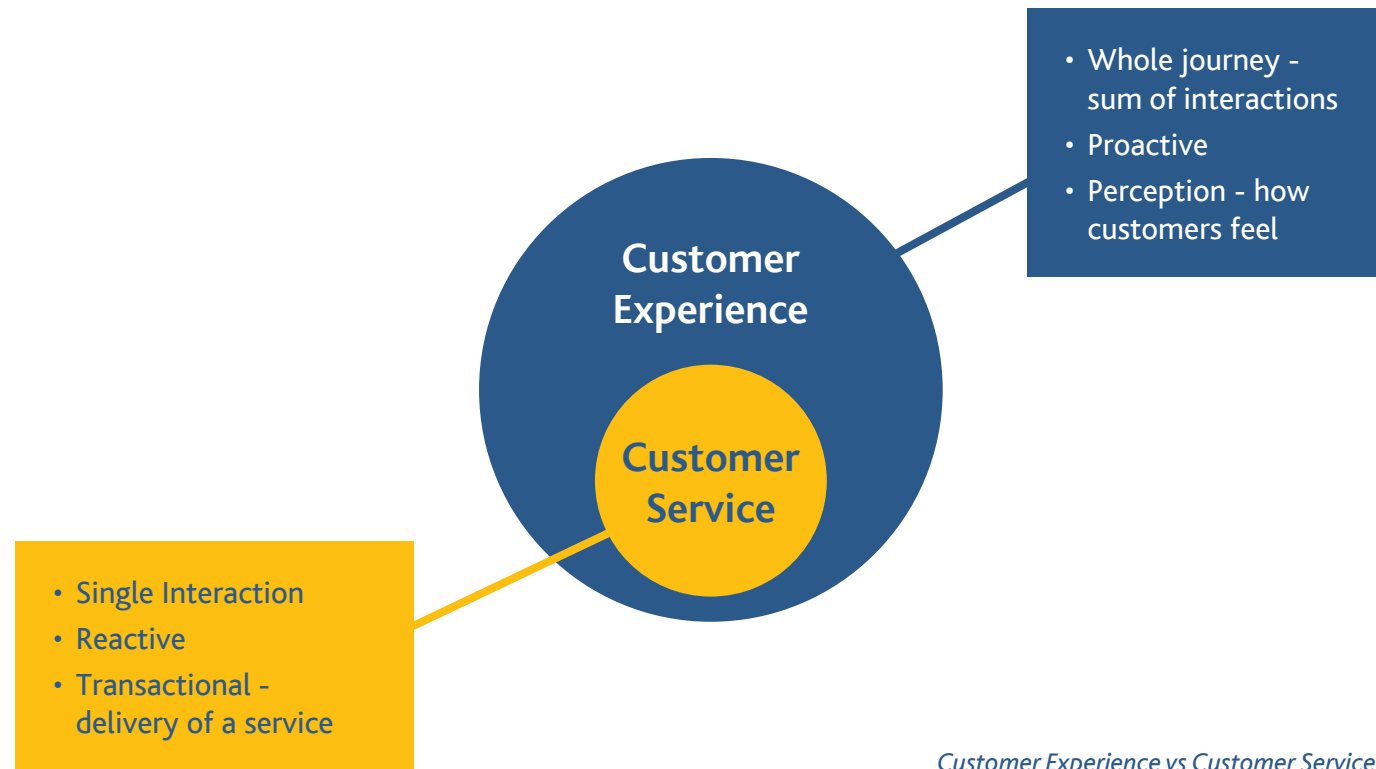 • Whole journey -
sum of interactions
• Proactive
• Perception - how
customers feel
Customer
Experience
Customer
Service
• Single Interaction
• Reactive
• Transactional -
delivery of a service
Customer Experience vs Customer Service